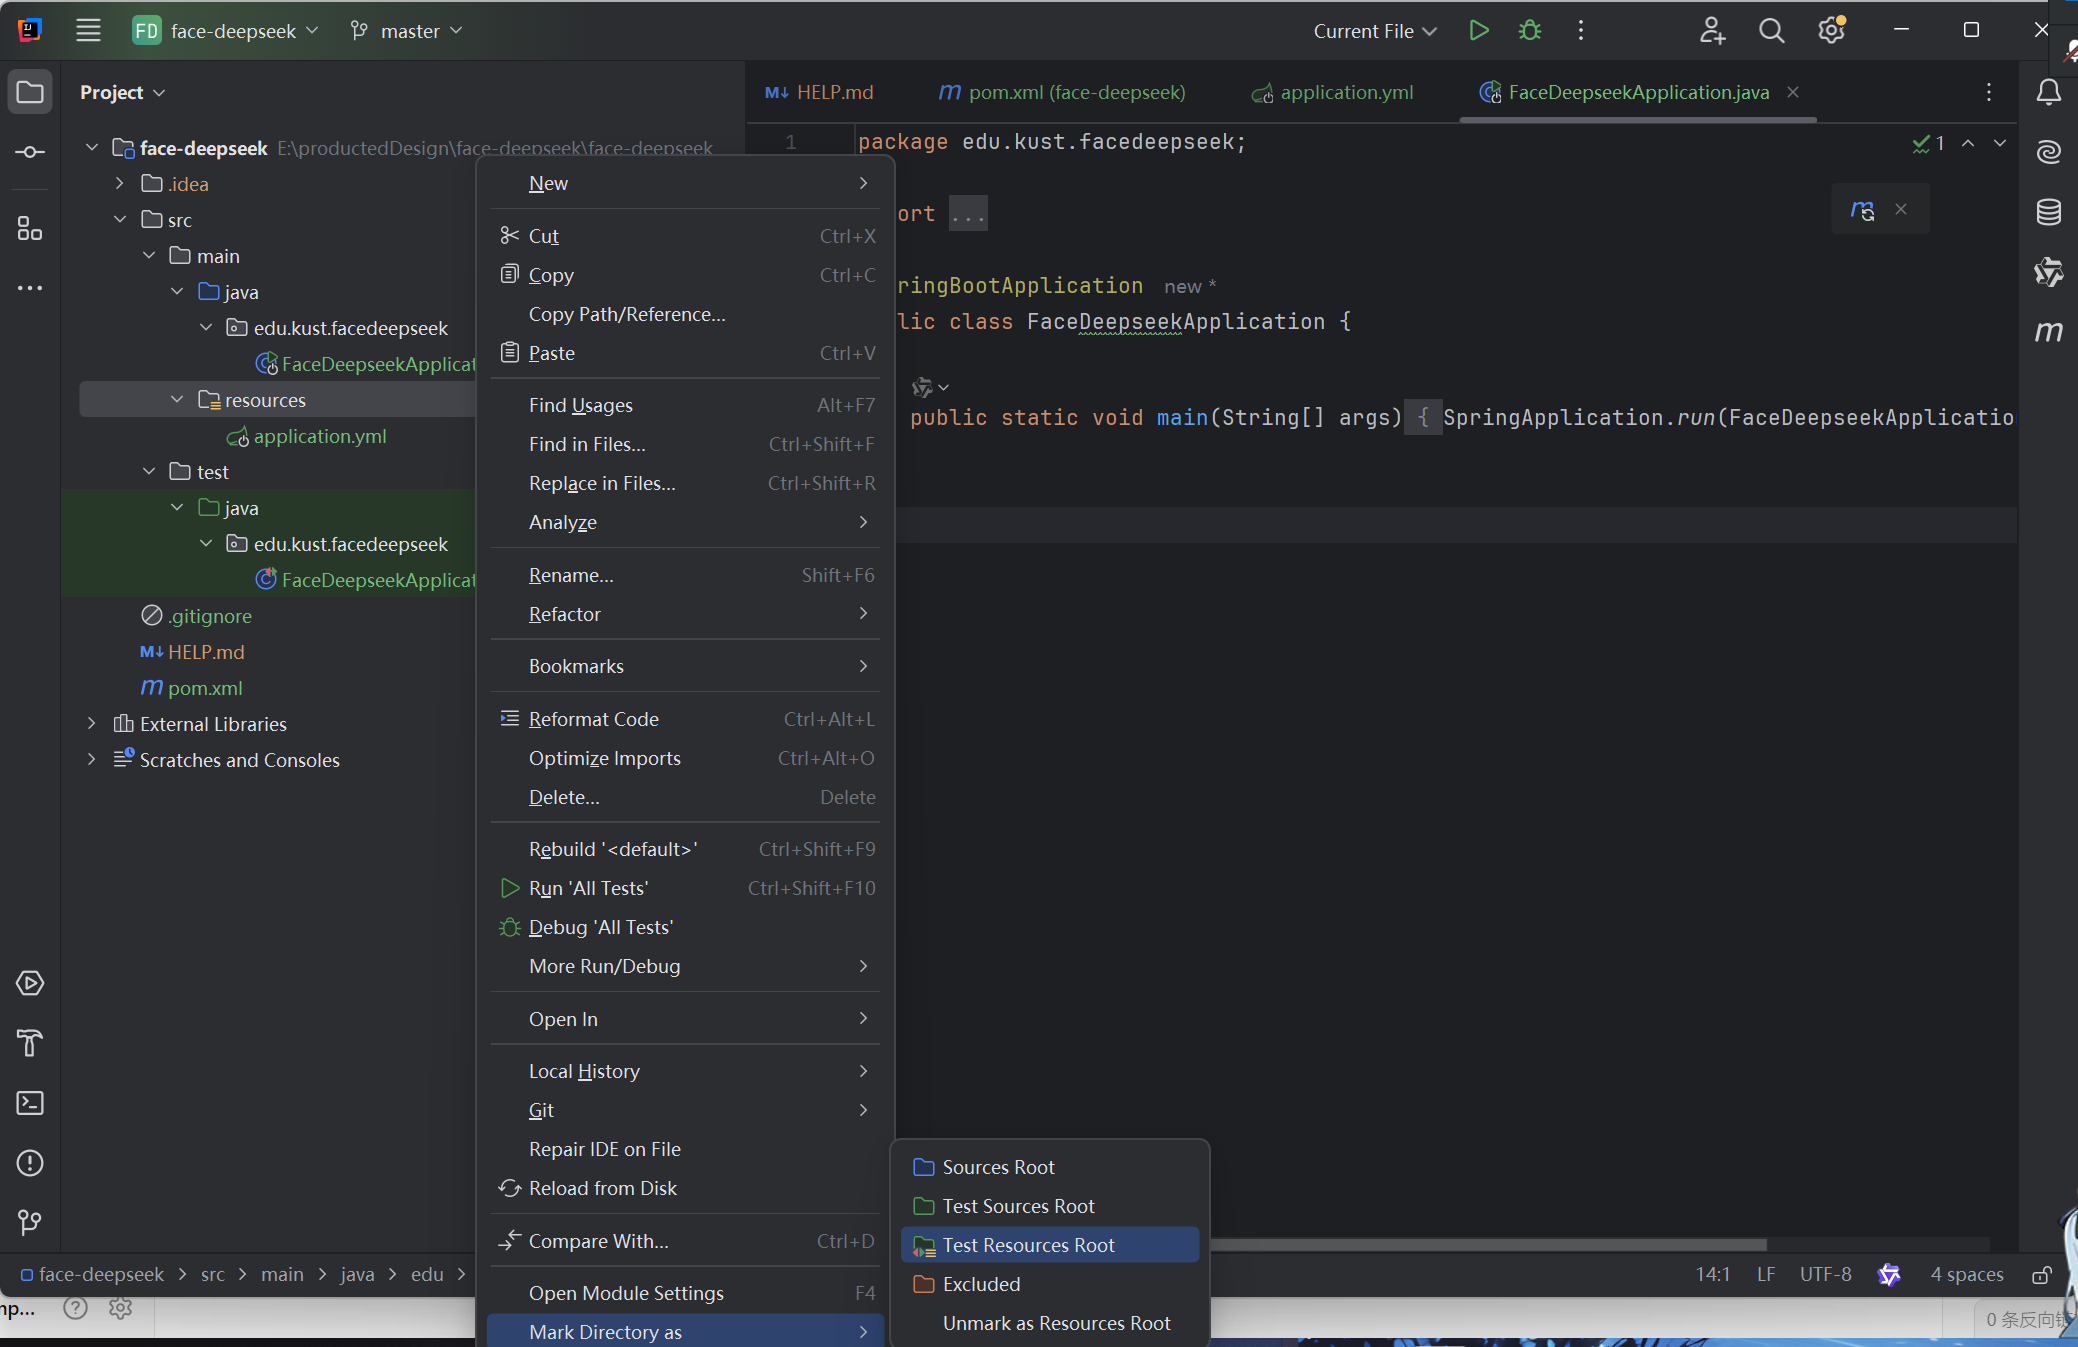 FD face-deepseek master Current File
Project
HELP.md
pom.xml (face-deepseek)
application.yml
FaceDeepseekApplication.java
face-deepseek E:\productedDesign\face-deepseek\face-deepseek
.idea
src
main
java
edu.kust.facedeepseek
FaceDeepseekApplicat
resources
application.yml
test
java
edu.kust.facedeepseek
FaceDeepseekApplicat
.gitignore
HELP.md
pom.xml
External Libraries
Scratches and Consoles
New
Cut Ctrl+X
Copy Ctrl+C
Copy Path/Reference...
Paste Ctrl+V
Find Usages Alt+F7
Find in Files... Ctrl+Shift+F
Replace in Files... Ctrl+Shift+R
Analyze
Rename... Shift+F6
Refactor
Bookmarks
Reformat Code Ctrl+Alt+L
Optimize Imports Ctrl+Alt+O
Delete... Delete
Rebuild '<default>' Ctrl+Shift+F9
Run 'All Tests' Ctrl+Shift+F10
Debug 'All Tests'
More Run/Debug
Open In
Local History
Git
Repair IDE on File
Reload from Disk
Compare With... Ctrl+D
Open Module Settings F4
Mark Directory as
Sources Root
Test Sources Root
Test Resources Root
Excluded
Unmark as Resources Root
1 package edu.kust.facedeepseek;
1
ort ...
ringBootApplication new *
lic class FaceDeepseekApplication {
public static void main(String[] args) { SpringApplication.run(FaceDeepseekApplicatio
face-deepseek > src > main > java > edu >
14:1 LF UTF-8 4 spaces
mp...
0 条反向链